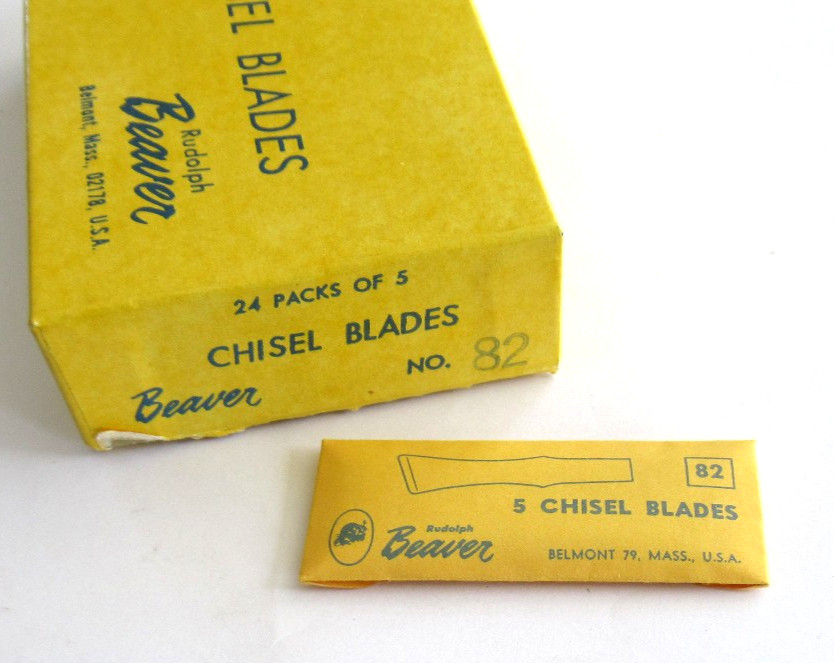 EL BLADES
Rudolph
Beaver
Belmont, Mass., 02178, U.S.A.
24 PACKS OF 5
CHISEL BLADES
NO. 82
Beaver
82
5 CHISEL BLADES
Rudolph
Beaver
BELMONT 79, MASS., U.S.A.